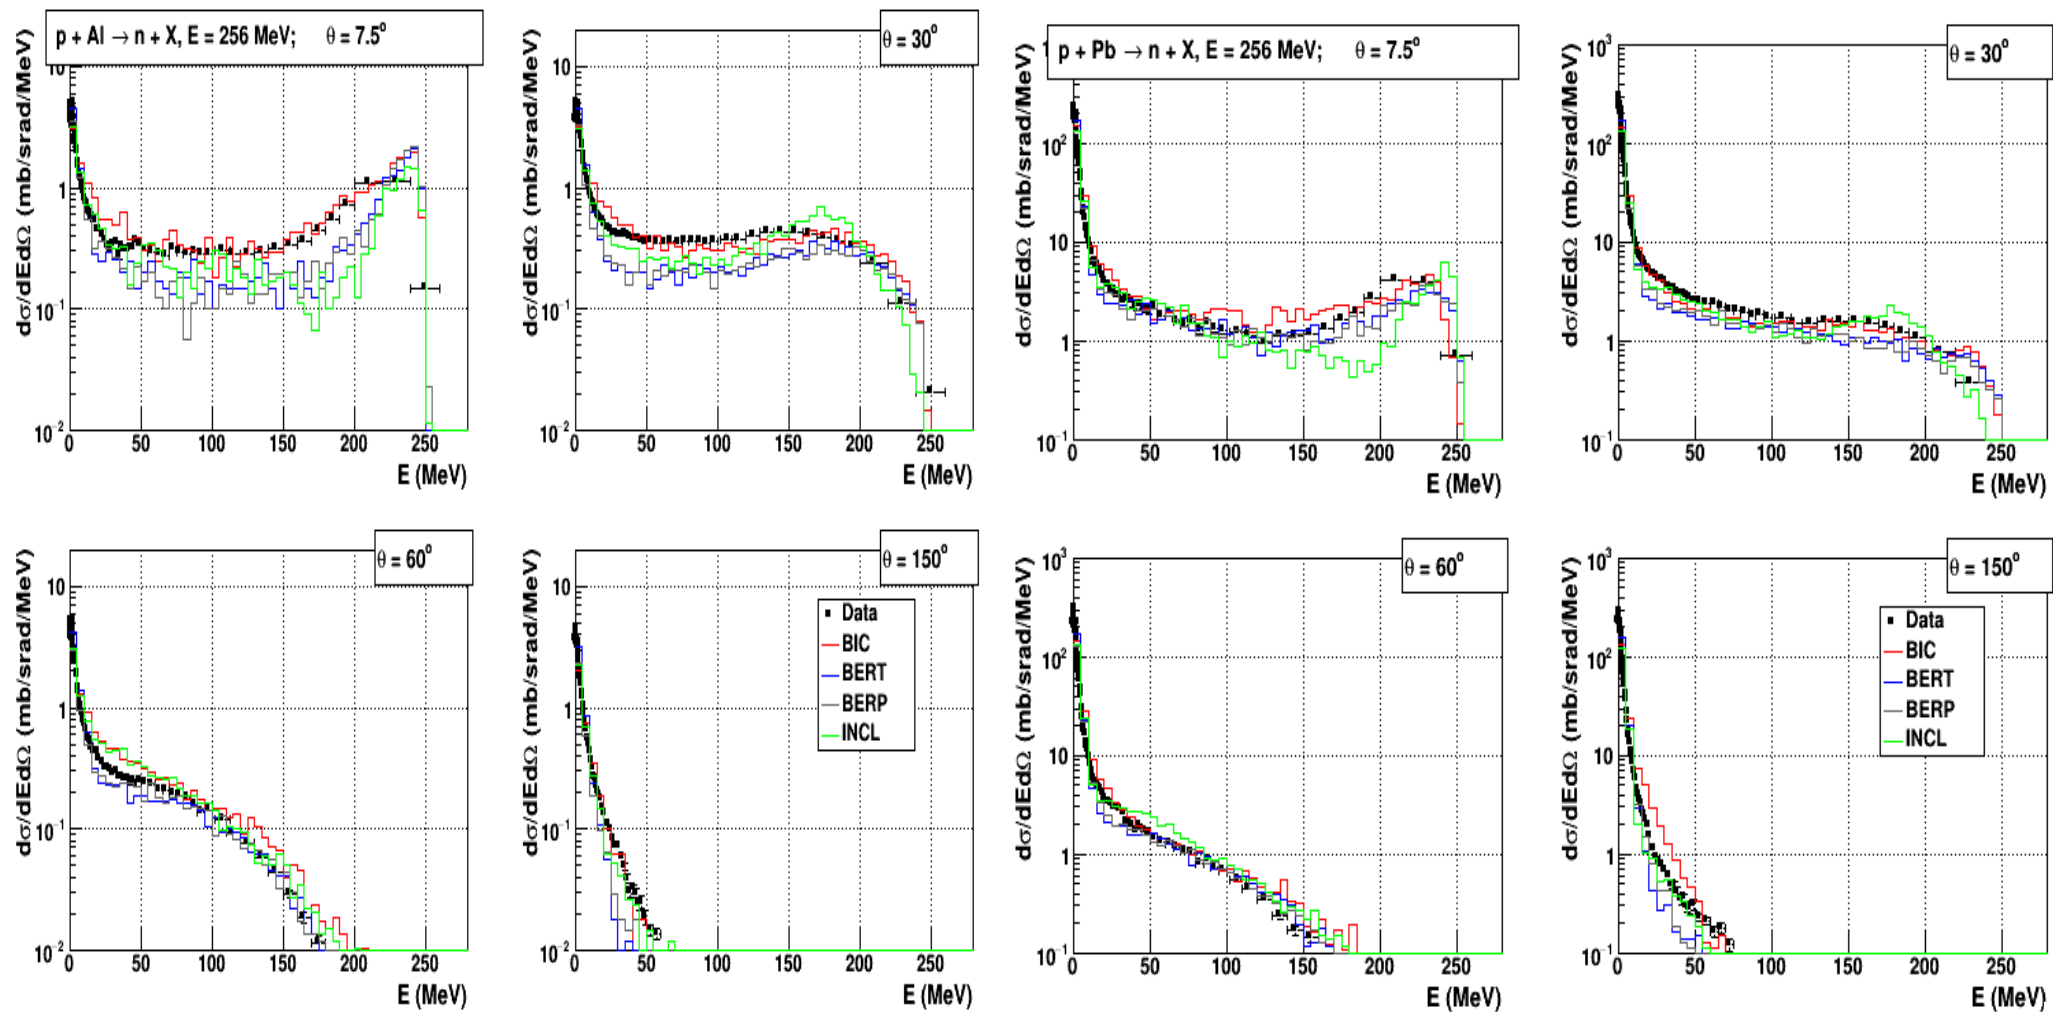 p + Al → n + X, E = 256 MeV; θ = 7.5°
dσ/dEdΩ (mb/srad/MeV)
10
1
10⁻¹
10⁻²
0 50 100 150 200 250
E (MeV)
θ = 30°
dσ/dEdΩ (mb/srad/MeV)
10
1
10⁻¹
10⁻²
0 50 100 150 200 250
E (MeV)
p + Pb → n + X, E = 256 MeV; θ = 7.5°
dσ/dEdΩ (mb/srad/MeV)
10²
10
1
10⁻¹
0 50 100 150 200 250
E (MeV)
θ = 30°
dσ/dEdΩ (mb/srad/MeV)
10³
10²
10
1
10⁻¹
0 50 100 150 200 250
E (MeV)
θ = 60°
dσ/dEdΩ (mb/srad/MeV)
10
1
10⁻¹
10⁻²
0 50 100 150 200 250
E (MeV)
θ = 150°
dσ/dEdΩ (mb/srad/MeV)
10
1
10⁻¹
10⁻²
0 50 100 150 200 250
E (MeV)
Data
BIC
BERT
BERP
INCL
θ = 60°
dσ/dEdΩ (mb/srad/MeV)
10³
10²
10
1
10⁻¹
0 50 100 150 200 250
E (MeV)
θ = 150°
dσ/dEdΩ (mb/srad/MeV)
10³
10²
10
1
10⁻¹
0 50 100 150 200 250
E (MeV)
Data
BIC
BERT
BERP
INCL